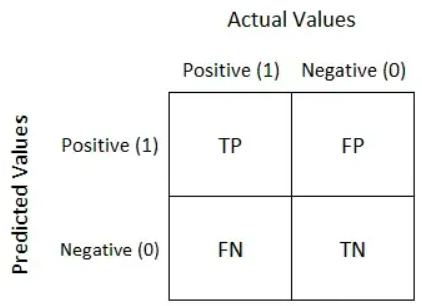 Actual Values
Positive (1) Negative (0)
Predicted Values
Positive (1) TP FP
Negative (0) FN TN